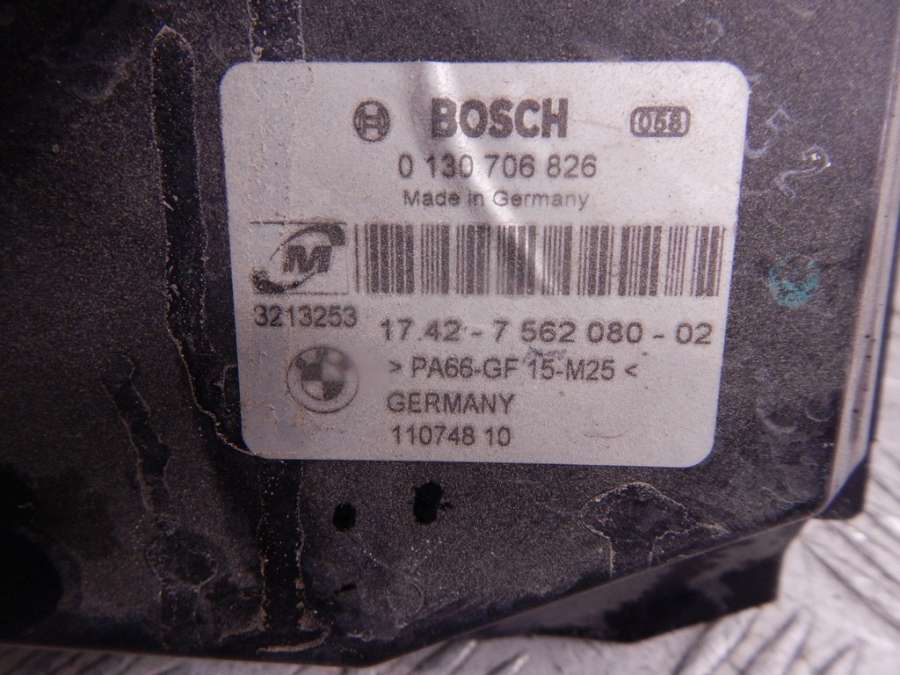 BOSCH 058
0 130 706 826
Made in Germany
M
3213253
17.42 - 7 562 080 - 02
> PA66-GF 15-M25 <
GERMANY
110748 10